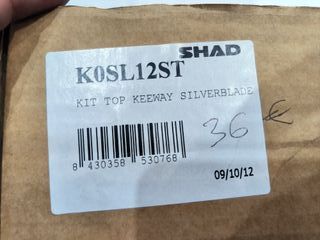 SHAD
K0SL12ST
KIT TOP KEEWAY SILVERBLADE
36 €
8 430358 530768
09/10/12